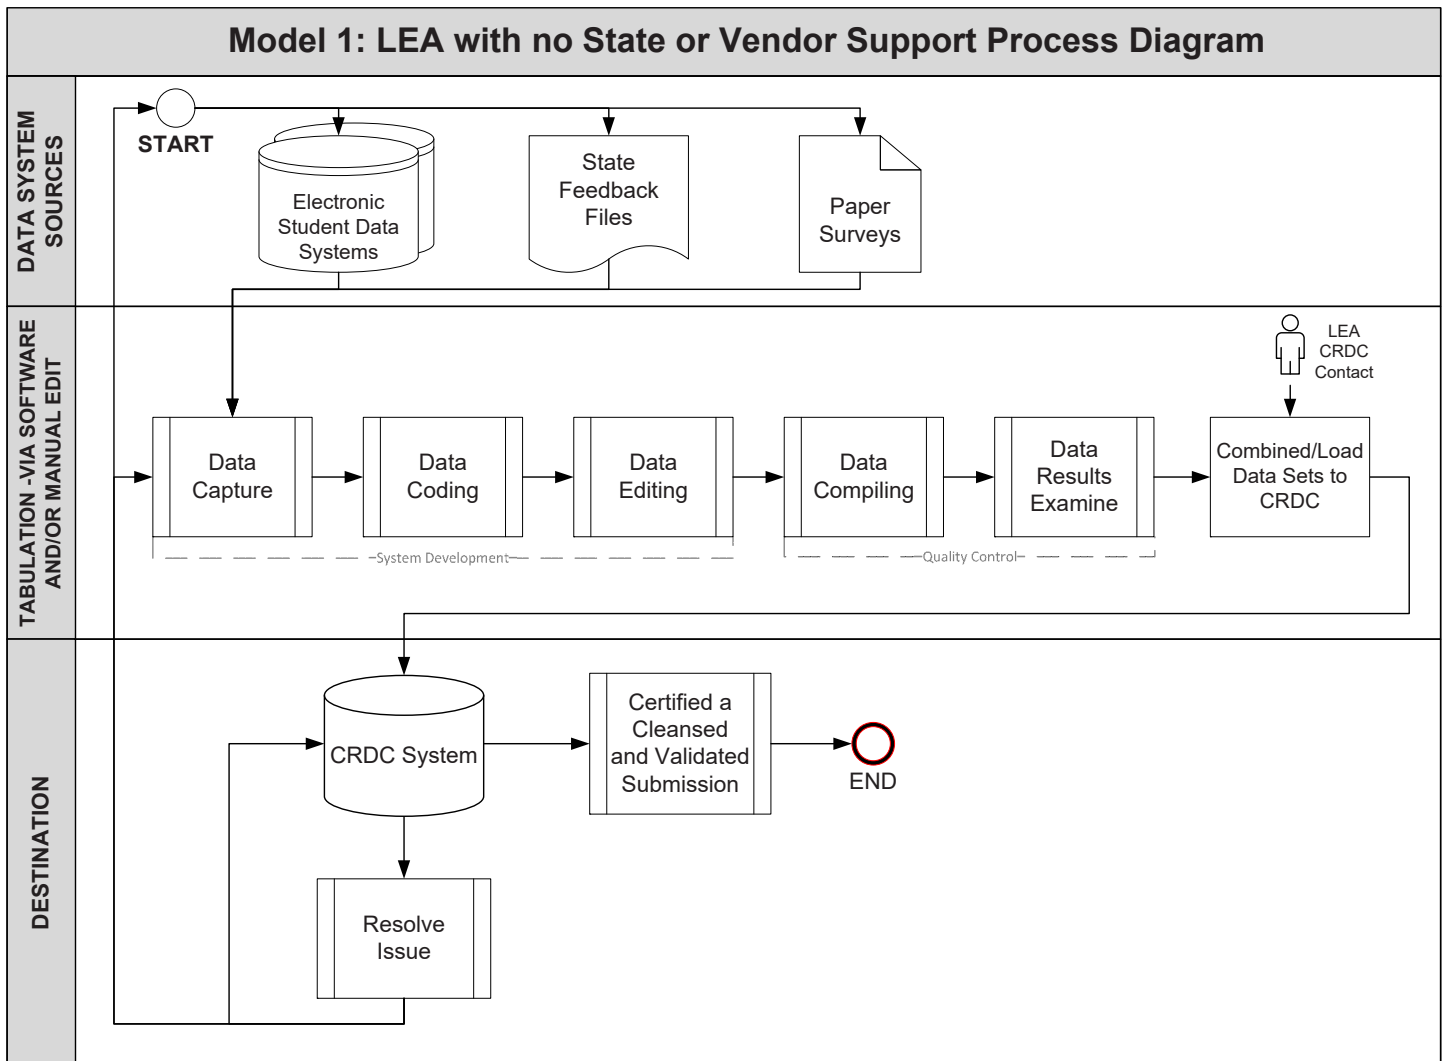 Model 1: LEA with no State or Vendor Support Process Diagram
DATA SYSTEM
SOURCES
START
Electronic
Student Data
Systems
State
Feedback
Files
Paper
Surveys
TABULATION -VIA SOFTWARE
AND/OR MANUAL EDIT
LEA
CRDC
Contact
Data
Capture
Data
Coding
Data
Editing
Data
Compiling
Data
Results
Examine
Combined/Load
Data Sets to
CRDC
System Development
Quality Control
DESTINATION
CRDC System
Certified a
Cleansed
and Validated
Submission
END
Resolve
Issue